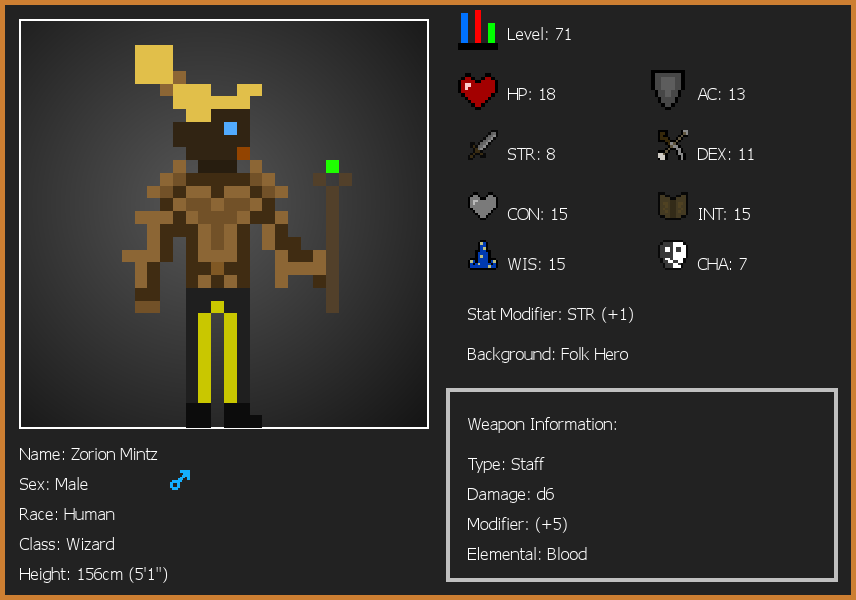 Level: 71
HP: 18
AC: 13
STR: 8
DEX: 11
CON: 15
INT: 15
WIS: 15
CHA: 7
Stat Modifier: STR (+1)
Background: Folk Hero
Weapon Information:
Type: Staff
Damage: d6
Modifier: (+5)
Elemental: Blood
Name: Zorion Mintz
Sex: Male
Race: Human
Class: Wizard
Height: 156cm (5'1")